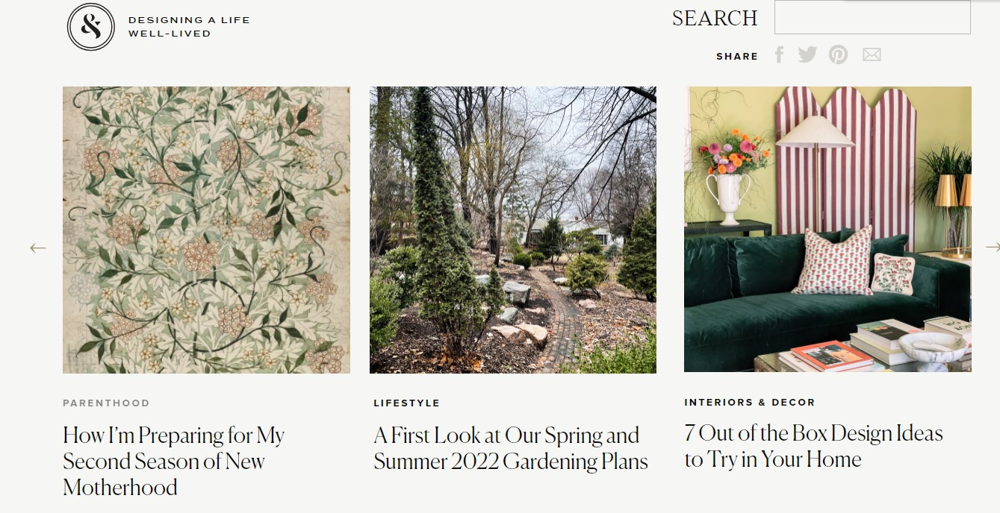 &
DESIGNING A LIFE
WELL-LIVED
SEARCH
SHARE
PARENTHOOD
How I'm Preparing for My
Second Season of New
Motherhood
LIFESTYLE
A First Look at Our Spring and
Summer 2022 Gardening Plans
INTERIORS & DECOR
7 Out of the Box Design Ideas
to Try in Your Home